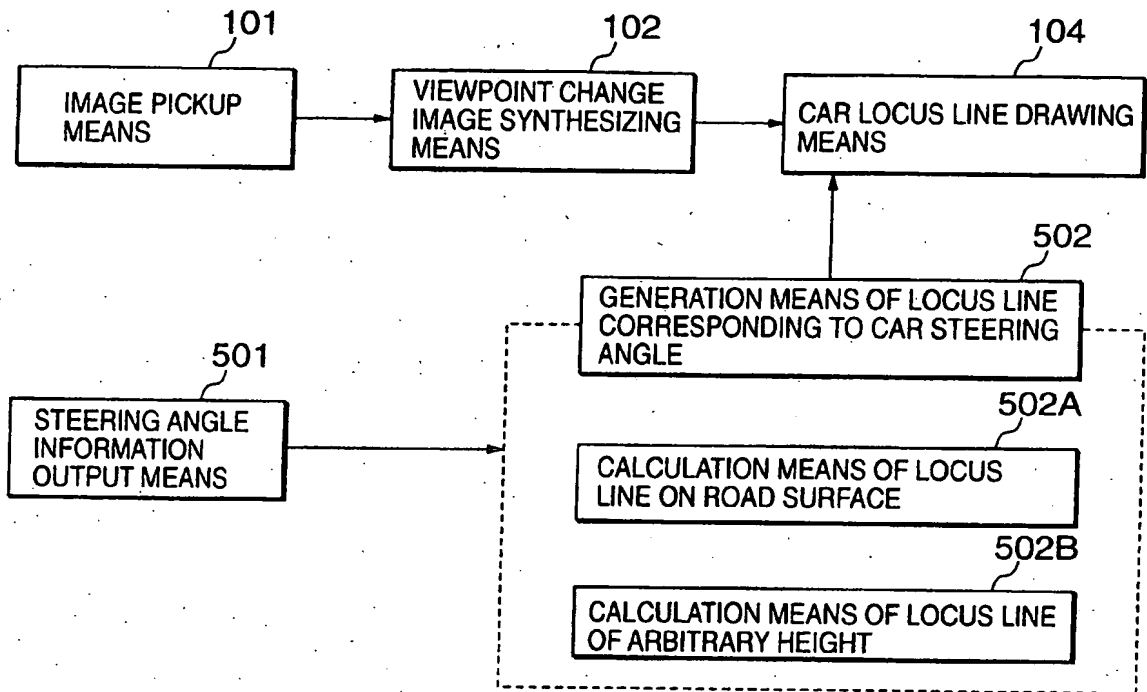 101
IMAGE PICKUP
MEANS
102
VIEWPOINT CHANGE
IMAGE SYNTHESIZING
MEANS
104
CAR LOCUS LINE DRAWING
MEANS
502
GENERATION MEANS OF LOCUS LINE
CORRESPONDING TO CAR STEERING
ANGLE
501
STEERING ANGLE
INFORMATION
OUTPUT MEANS
502A
CALCULATION MEANS OF LOCUS
LINE ON ROAD SURFACE
502B
CALCULATION MEANS OF LOCUS LINE
OF ARBITRARY HEIGHT